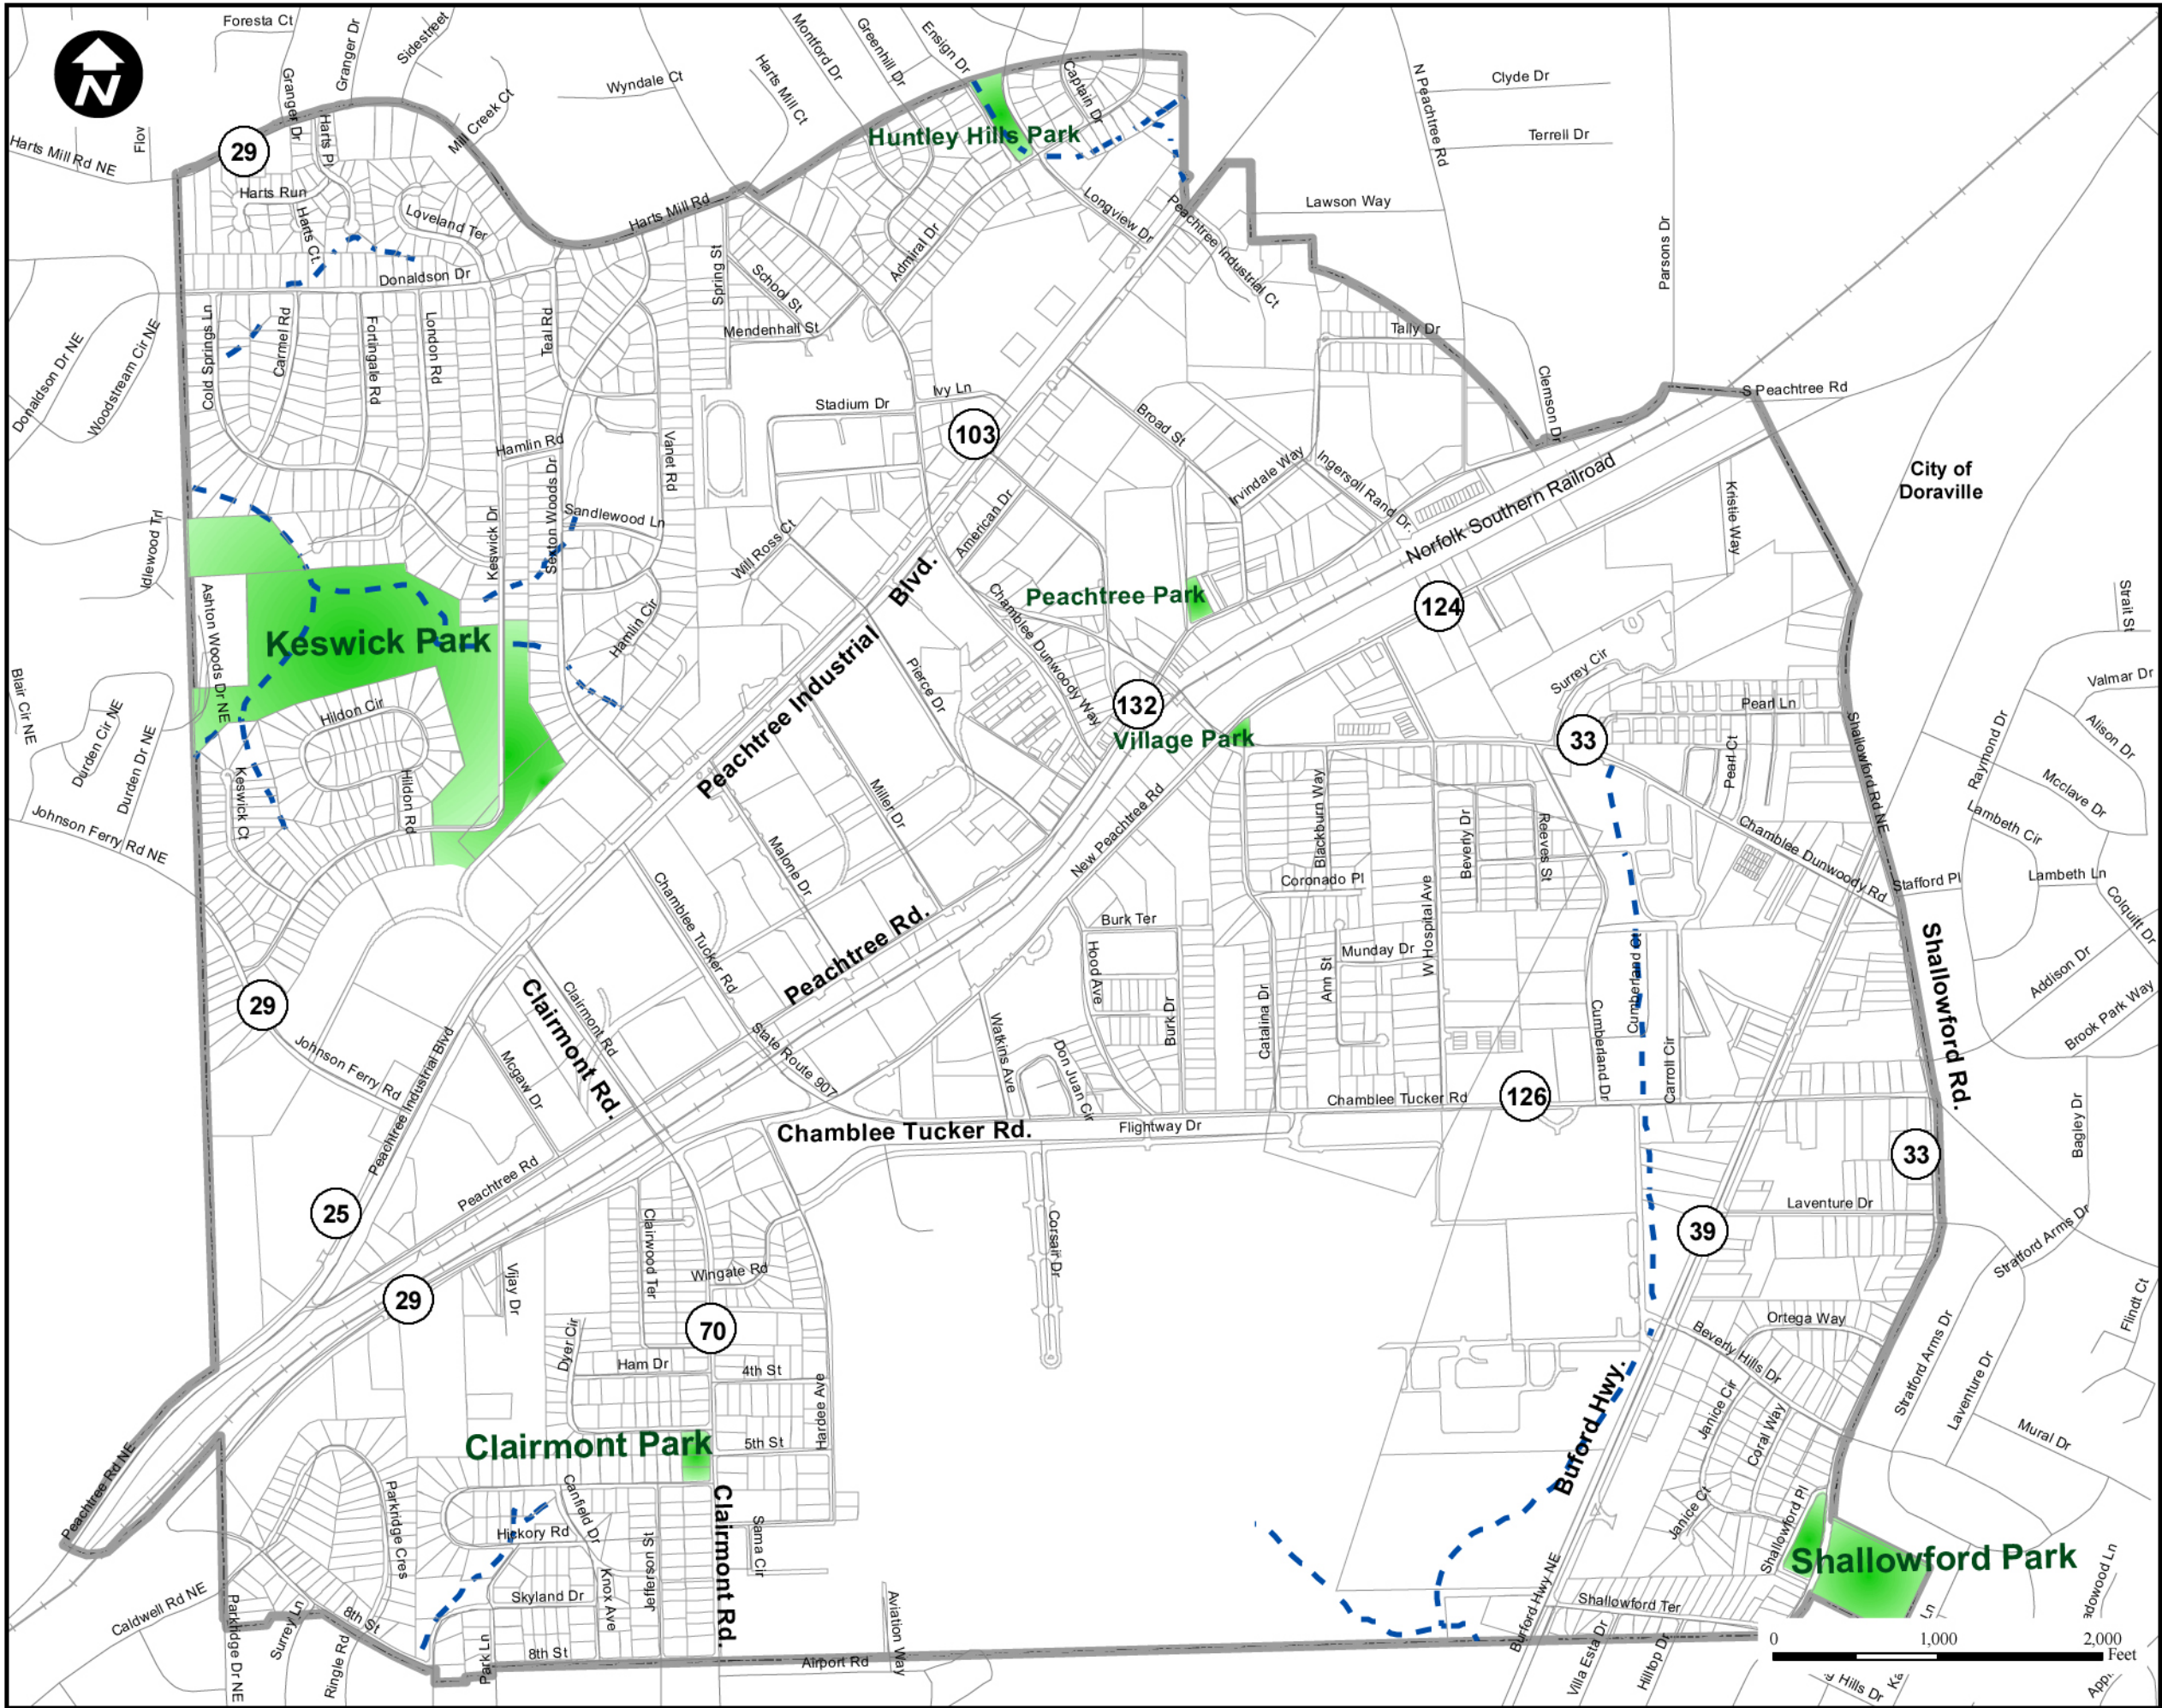 N
Foresta Ct
Granger Dr
Granger Dr
Sidestreet
Harts Pl
Mill Creek Ct
Wyndale Ct
Harts Mill Ct
Montford Dr
Greenhill Dr
Ensign Dr
Captain Dr
Huntley Hills Park
N Peachtree Rd
Clyde Dr
Terrell Dr
Lawson Way
Parsons Dr
Harts Mill Rd NE
29
Harts Run
Harts Ct.
Loveland Ter
Harts Mill Rd
Donaldson Dr
Spring St
School St
Mendenhall St
Admiral Dr
Longview Dr
Peachtree Industrial Ct
Tally Dr
Clemson Dr
S Peachtree Rd
Donaldson Dr NE
Woodstream Cir NE
Cold Springs Ln
Carmel Rd
Fortingale Rd
London Rd
Teal Rd
Stadium Dr
Ivy Ln
103
Broad St
Irvindale Way
Ingersoll Rand Dr.
Norfolk Southern Railroad
Kristie Way
City of
Doraville
Hamlin Rd
Vanet Rd
Sexton Woods Dr
Sandlewood Ln
Keswick Dr
Will Ross Ct
American Dr
Idlewood Trl
Ashton Woods Dr NE
Keswick Park
Hamlin Cir
Peachtree Industrial
Blvd.
Pierce Dr
Chamblee Dunwoody Way
Peachtree Park
132
Village Park
124
Surrey Cir
33
Pearl Ln
Pearl Ct
Strait St
Valmar Dr
Alison Dr
Raymond Dr
Mcclave Dr
Lambeth Cir
Lambeth Ln
Colquitt Dr
Blair Cir NE
Durden Cir NE
Durden Dr NE
Johnson Ferry Rd NE
Hildon Cir
Hildon Rd
Keswick Ct
Miller Dr
Malone Dr
Chamblee Tucker Rd
New Peachtree Rd
Blackburn Way
Coronado Pl
Beverly Dr
Reeves St
Shallowford Rd NE
Chamblee Dunwoody Rd
Stafford Pl
Shallowford Rd.
Addison Dr
Brook Park Way
Peachtree Rd.
Burk Ter
Hood Ave
Burk Dr
Catalina Dr
Ann St
Munday Dr
W Hospital Ave
Cumberland Ct
Cumberland Dr
Carroll Cir
29
Johnson Ferry Rd
Peachtree Industrial Blvd
Clairmont Rd.
Clairmont Rd
Mcgaw Dr
State Route 907
Watkins Ave
Don Juan Cir
Chamblee Tucker Rd
126
Chamblee Tucker Rd.
Flightway Dr
33
Bagley Dr
25
Peachtree Rd
29
Vijay Dr
Clairwood Ter
Wingate Rd
70
Corsair Dr
39
Laventure Dr
Stratford Arms Dr
Stratford Arms Dr
Flindt Ct
Laventure Dr
Mural Dr
Ortega Way
Beverly Hills Dr
Janice Cir
Coral Way
Janice Ct
Shallowford Pl
Buford Hwy.
Dyer Cir
Ham Dr
4th St
5th St
Hardee Ave
Clairmont Park
Clairmont Rd.
Peachtree Rd NE
Parkridge Cres
Hickory Rd
Canfield Dr
Jefferson St
Sama Cir
Skyland Dr
Knox Ave
Caldwell Rd NE
Parkridge Dr NE
Surrey Ln
8th St
Ringle Rd
Park Ln
8th St
Airport Rd
Aviation Way
Buford Hwy NE
Shallowford Ter
Villa Esta Dr
Hilltop Dr
Shallowford Park
0 1,000 2,000
Feet